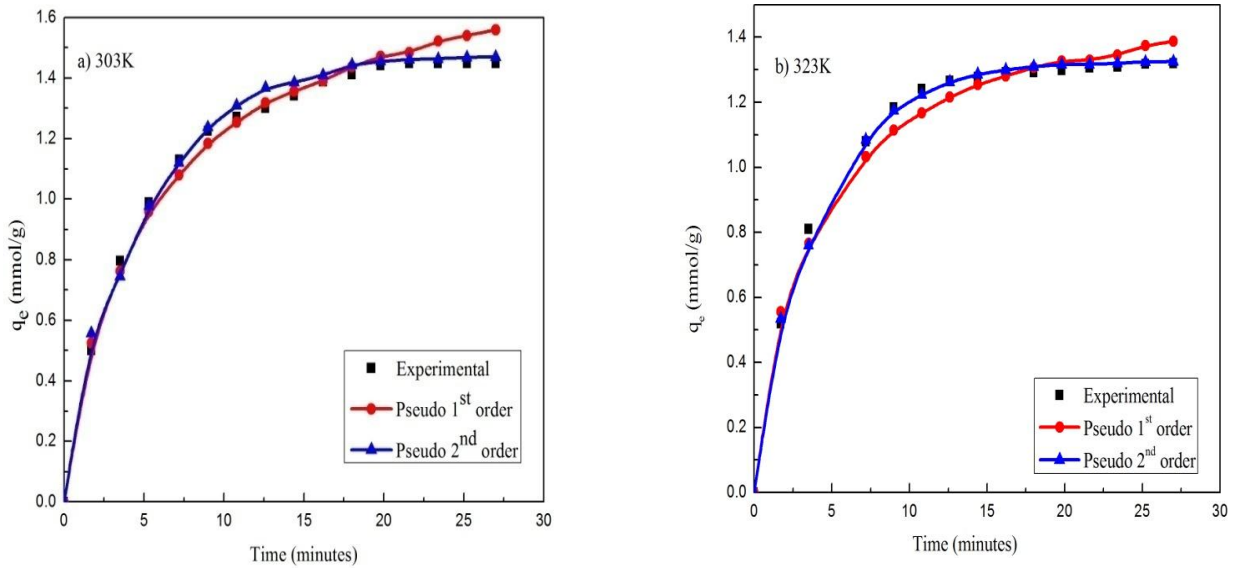 a) 303K
1.6
1.4
1.2
1.0
0.8
0.6
0.4
0.2
0.0
qe (mmol/g)
Experimental
Pseudo 1st order
Pseudo 2nd order
0 5 10 15 20 25 30
Time (minutes)
b) 323K
1.4
1.2
1.0
0.8
0.6
0.4
0.2
0.0
qe (mmol/g)
Experimental
Pseudo 1st order
Pseudo 2nd order
0 5 10 15 20 25 30
Time (minutes)